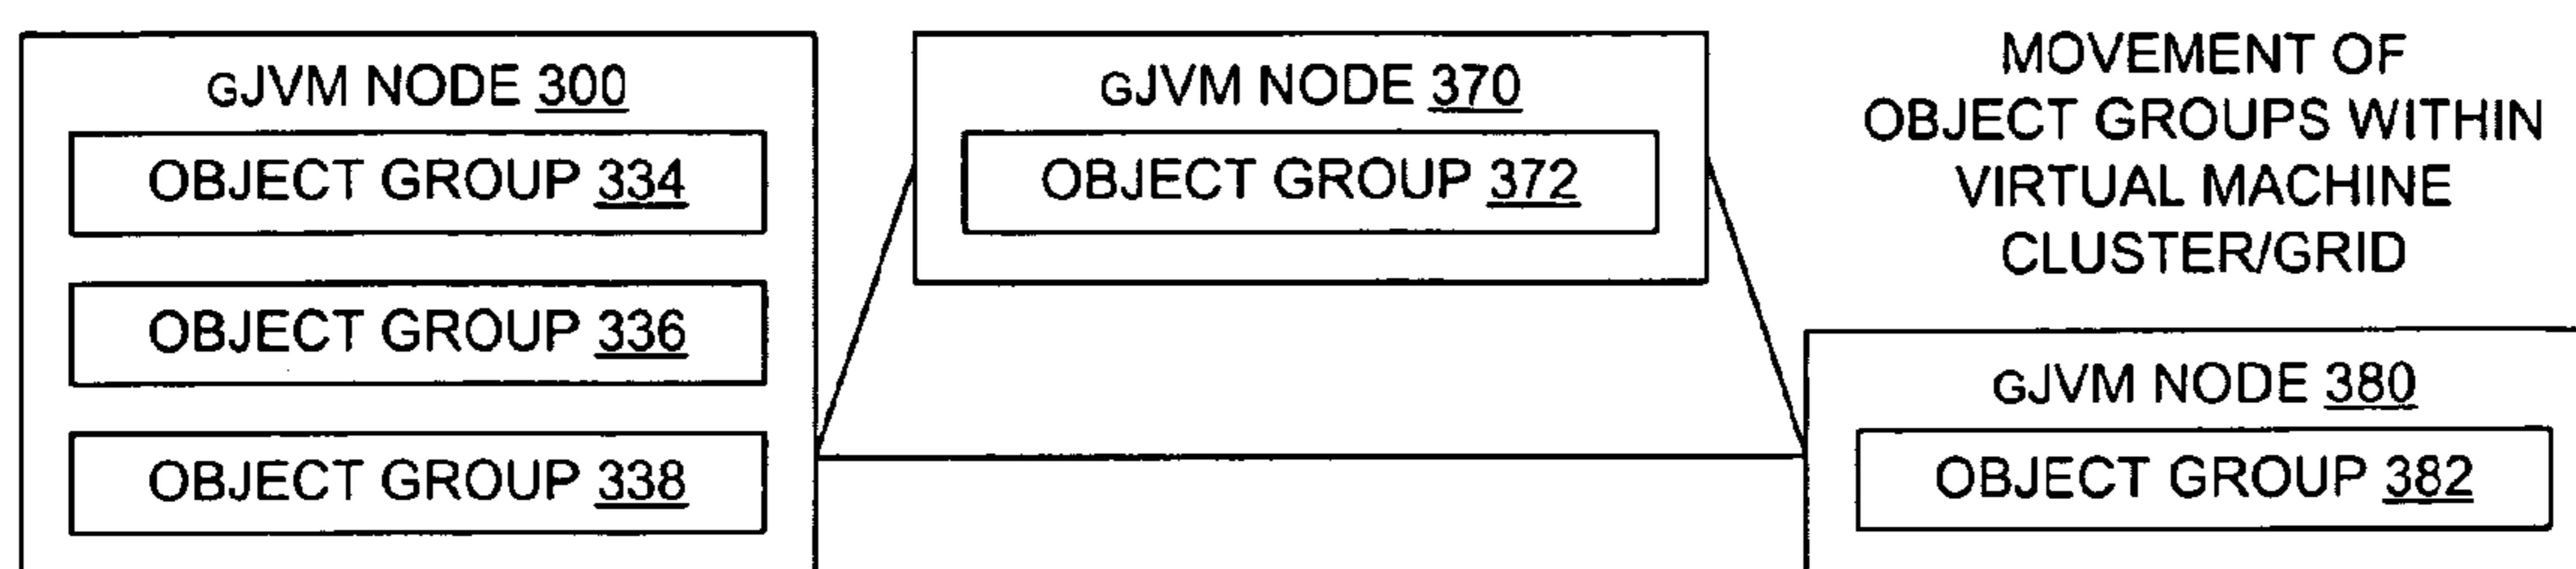 GJVM NODE 300
OBJECT GROUP 334
OBJECT GROUP 336
OBJECT GROUP 338
GJVM NODE 370
OBJECT GROUP 372
MOVEMENT OF
OBJECT GROUPS WITHIN
VIRTUAL MACHINE
CLUSTER/GRID
GJVM NODE 380
OBJECT GROUP 382